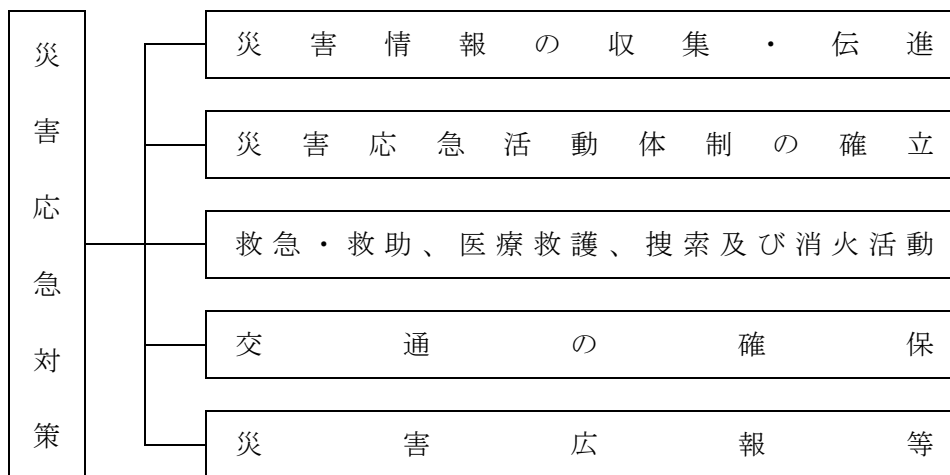 災害応急対策
災害情報の収集・伝進
災害応急活動体制の確立
救急・救助、医療救護、捜索及び消火活動
交通の確保
災害広報等